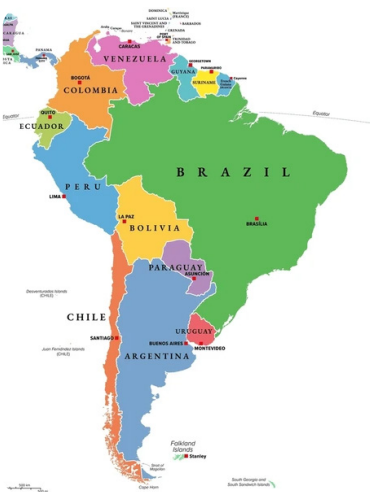 DOMINICA
Martinique
(FRANCE)
SAINT LUCIA
BARBADOS
SAINT VINCENT AND
THE GRENADINES
GRENADA
PORT
OF SPAIN
TRINIDAD
AND TOBAGO
PANAMA
CARACAS
VENEZUELA
GEORGETOWN
PARAMARIBO
Cayenne
GUYANA
SURINAME
French
Guiana
BOGOTÁ
COLOMBIA
Equator
Equator
QUITO
ECUADOR
PERU
BRAZIL
LIMA
LA PAZ
BOLIVIA
BRASÍLIA
PARAGUAY
ASUNCIÓN
Desventuradas Islands
(CHILE)
CHILE
URUGUAY
SANTIAGO
BUENOS AIRES
MONTEVIDEO
Juan Fernández Islands
(CHILE)
ARGENTINA
Falkland
Islands
Stanley
Strait of
Magellan
Cape Horn
South Georgia and
South Sandwich Islands